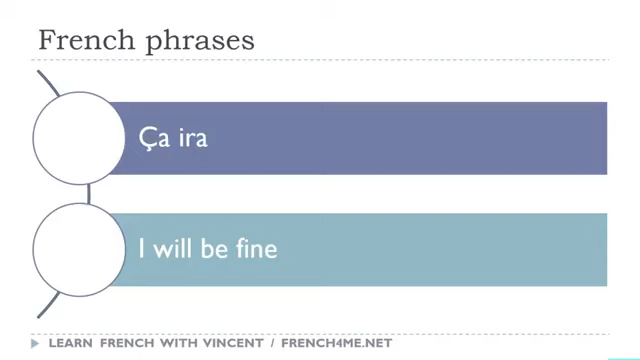 French phrases
Ça ira
I will be fine
LEARN FRENCH WITH VINCENT / FRENCH4ME.NET